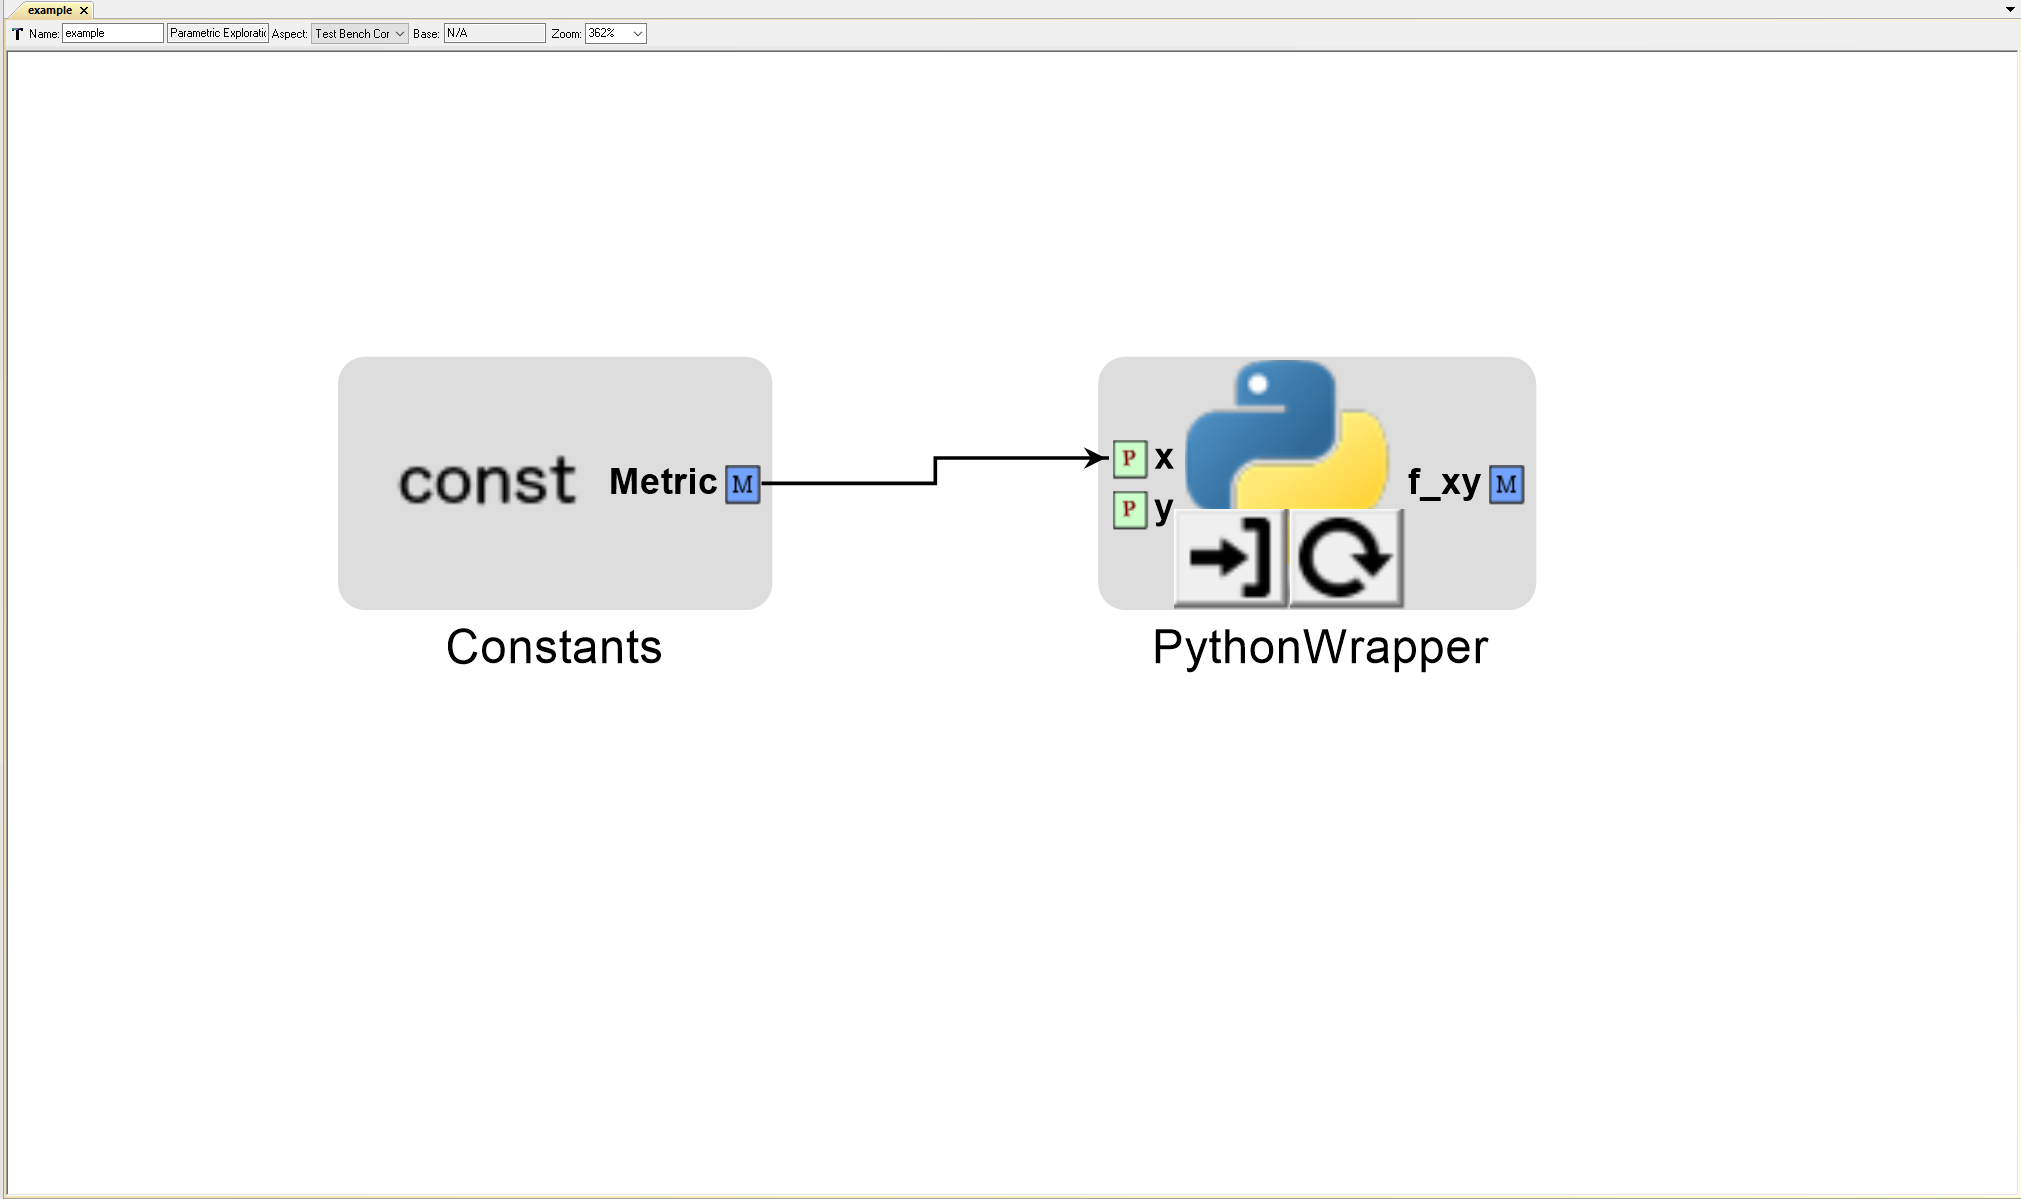 example
Name: example Parametric Exploratic Aspect: Test Bench Cor Base: N/A Zoom: 362%
const Metric M
P x
P y
f_xy M
Constants
PythonWrapper